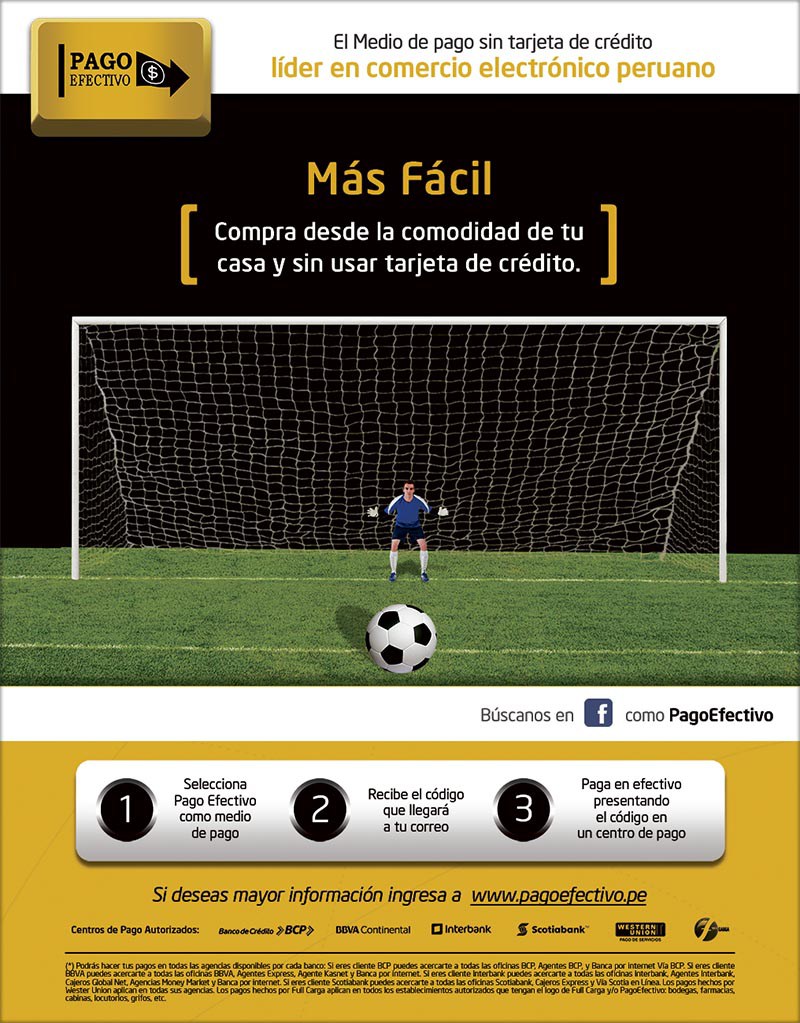 PAGO
EFECTIVO
$
El Medio de pago sin tarjeta de crédito
líder en comercio electrónico peruano
Más Fácil
Compra desde la comodidad de tu
casa y sin usar tarjeta de crédito.
Búscanos en f como PagoEfectivo
1
Selecciona
Pago Efectivo
como medio
de pago
2
Recibe el código
que llegará
a tu correo
3
Paga en efectivo
presentando
el código en
un centro de pago
Si deseas mayor información ingresa a www.pagoefectivo.pe
Centros de Pago Autorizados: Banco de Crédito BCP BBVA Continental Interbank Scotiabank WESTERN UNION PAGO DE SERVICIOS
(*) Podrás hacer tus pagos en todas las agencias disponibles por cada banco: Si eres cliente BCP puedes acercarte a todas las oficinas BCP, Agentes BCP, y Banca por Internet Vía BCP. Si eres cliente
BBVA puedes acercarte a todas las oficinas BBVA, Agentes Express, Agente Kasnet y Banca por internet. Si eres cliente Interbank puedes acercarte a todas las oficinas Interbank, Agentes Interbank,
Cajeros Global Net, Agencias Money Market y Banca por internet. Si eres cliente Scotiabank puedes acercarte a todas las oficinas Scotiabank, Cajeros Express y Vía Scotia en Línea. Los pagos hechos por
Wester Union aplican en todas sus agencias. Los pagos hechos por Full Carga aplican en todos los establecimientos autorizados que tengan el logo de Full Carga y/o PagoEfectivo: bodegas, farmacias,
cabinas, locutorios, grifos, etc.